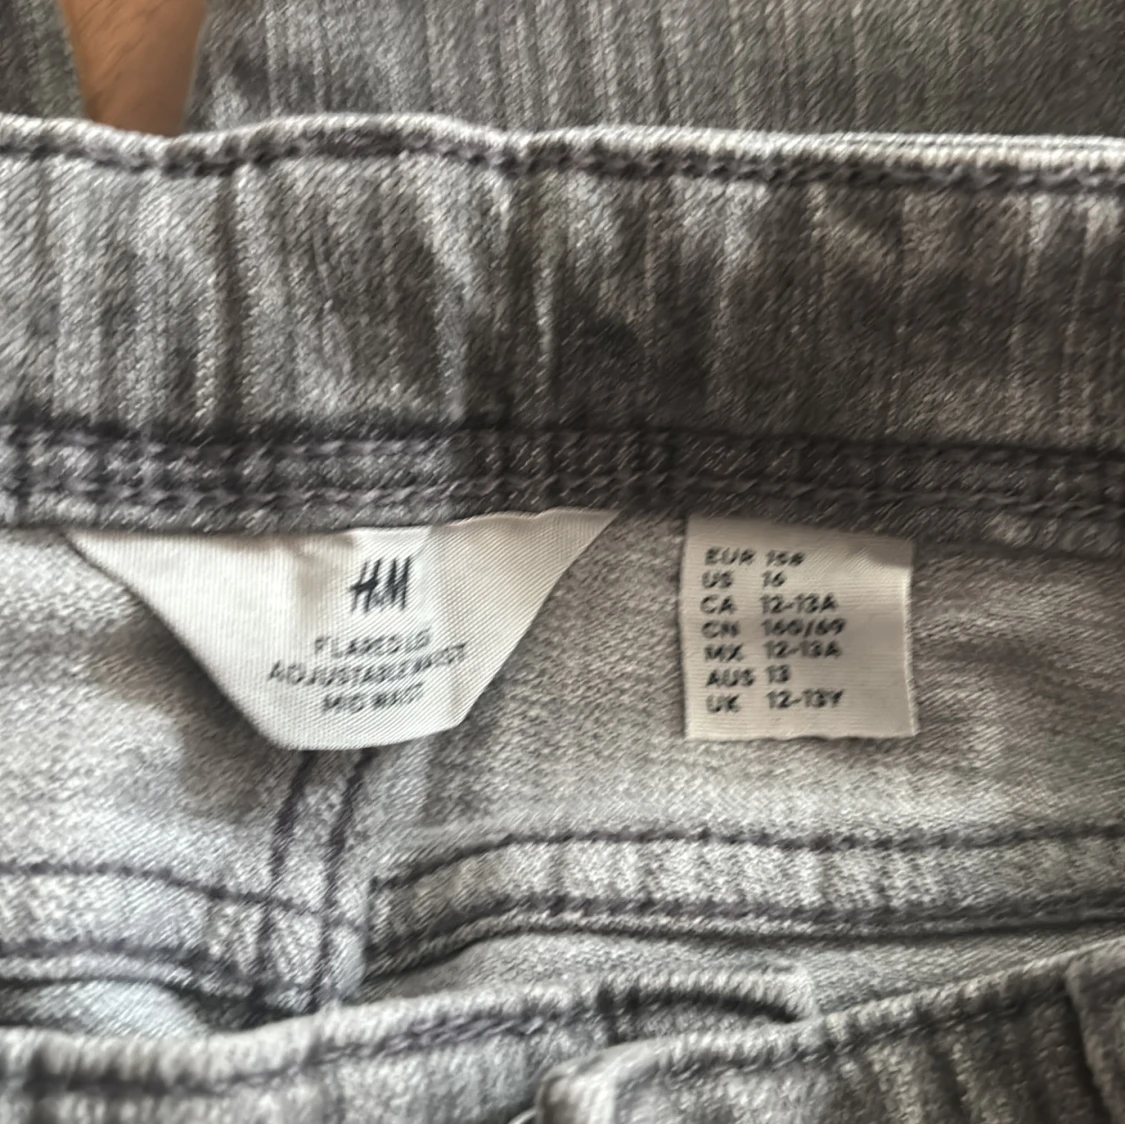 H&M
FLARED LEG
ADJUSTABLE WAIST
MID WAIST
EUR 158
US 16
CA 12-13A
CN 160/69
MX 12-13A
AUS 13
UK 12-13Y